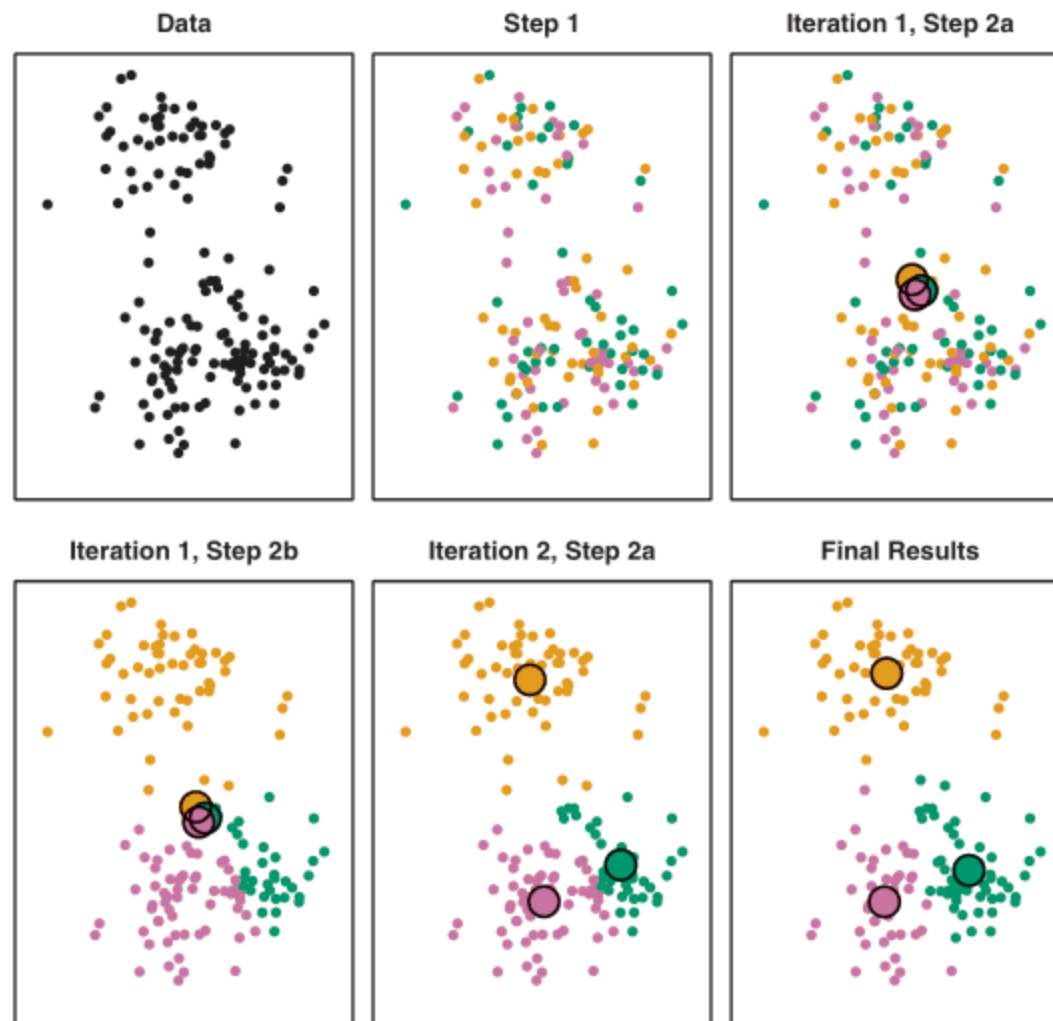 Data
Step 1
Iteration 1, Step 2a
Iteration 1, Step 2b
Iteration 2, Step 2a
Final Results